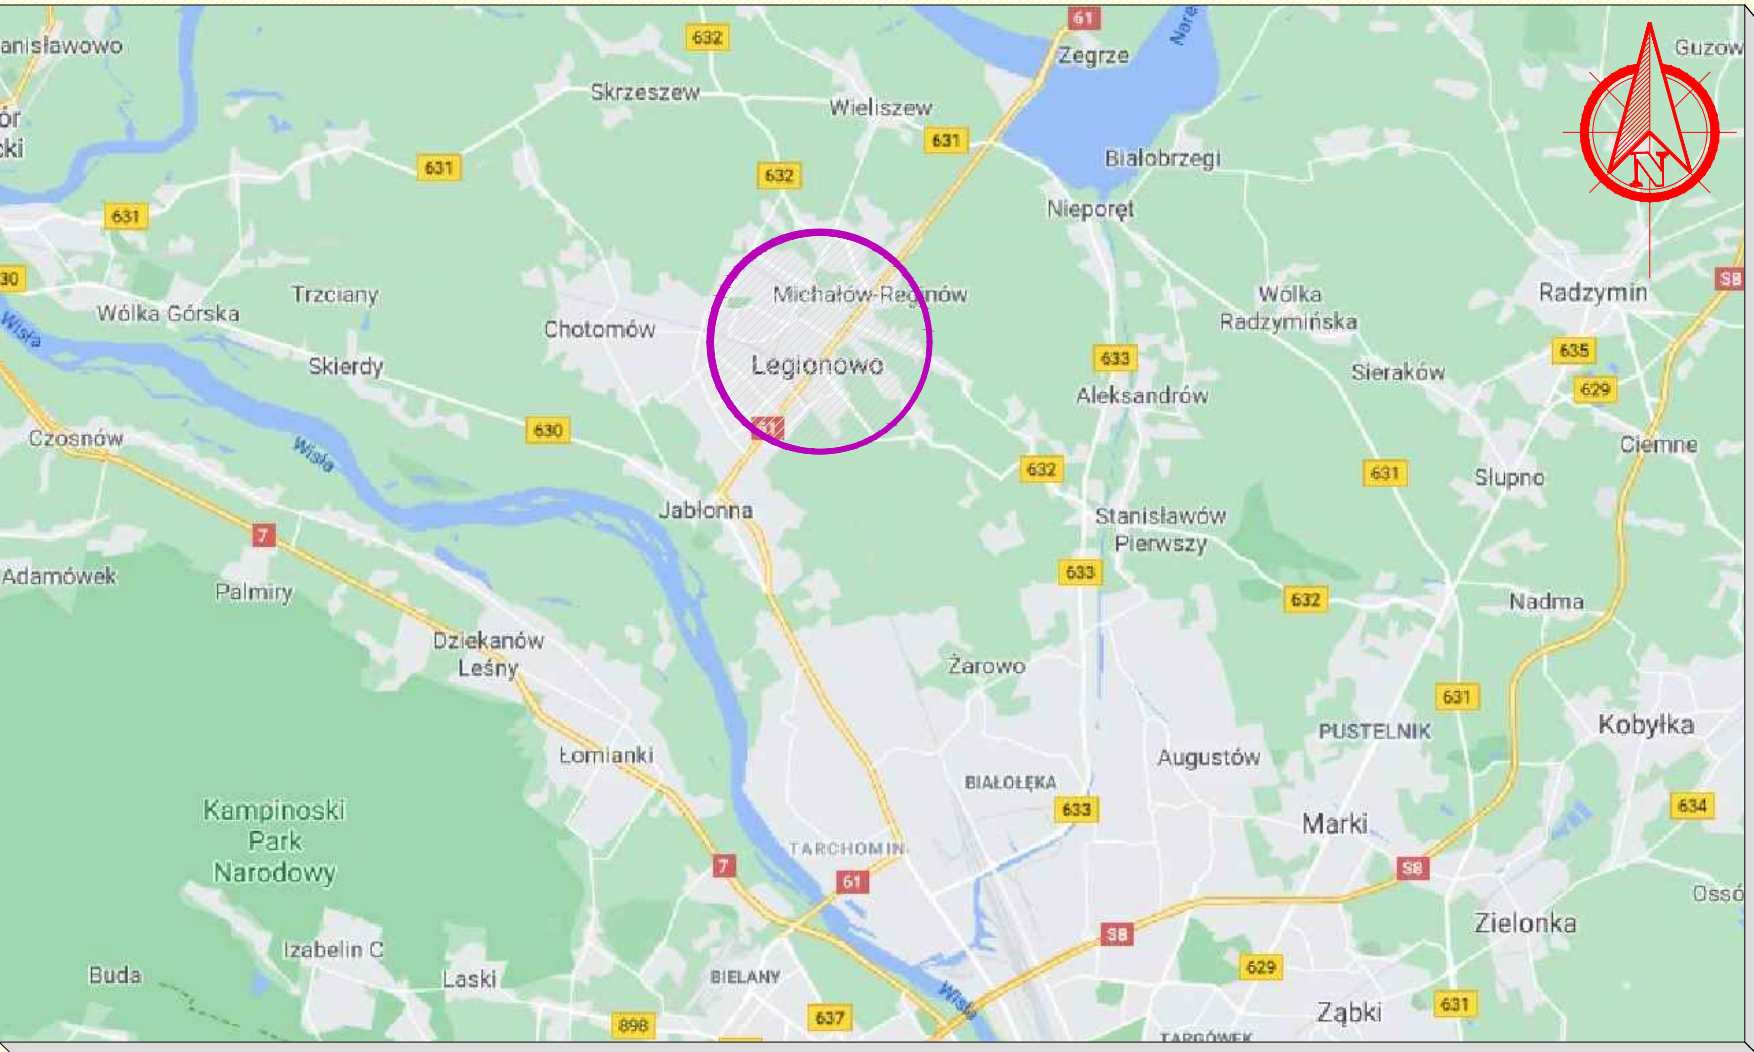 61
632
Nare
Zegrze
Guzow
anisławowo
Skrzeszew
Wieliszew
ór
cki
631
631
Białobrzegi
632
N
631
Nieporęt
30
Trzciany
Michałów-Reginów
Wólka
Radzymińska
Radzymin
S8
Wólka Górska
Wisła
Chotomów
Skierdy
Legionowo
633
635
Sieraków
629
Aleksandrów
630
61
Czosnów
Wisła
Ciemne
632
631
Słupno
Jabłonna
Stanisławów
Pierwszy
7
Adamówek
633
Palmiry
632
Nadma
Dziekanów
Leśny
Żarowo
631
PUSTELNIK
Kobyłka
Łomianki
Augustów
BIAŁOŁĘKA
633
634
Kampinoski
Park
Narodowy
Marki
TARCHOMIN
7
61
S8
Ossó
Zielonka
S8
Izabelin C
Buda
Laski
BIELANY
629
Wisła
637
898
Ząbki
631
TARGÓWEK